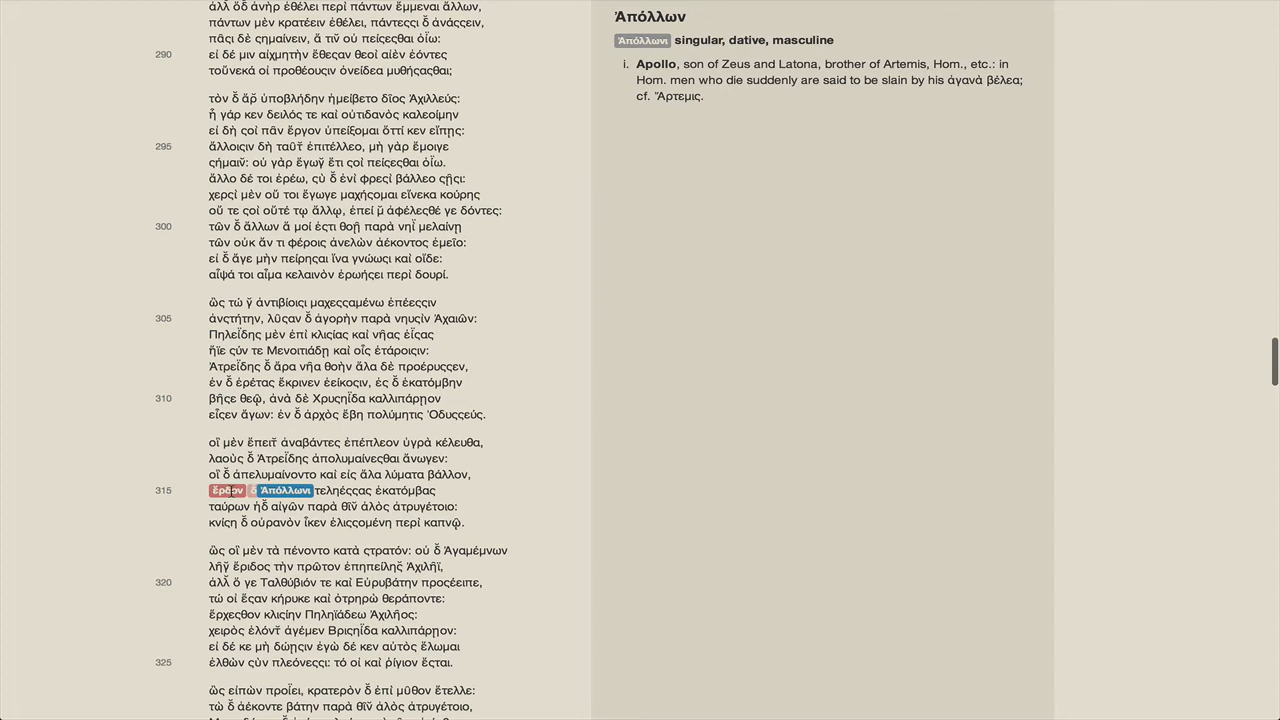 ἀλλ̓ ὅδ̓ ἀνὴρ ἐθέλει περὶ πάντων ἔμμεναι ἄλλων,
πάντων μὲν κρατέειν ἐθέλει, πάντεϲϲι δ̓ ἀνάϲϲειν,
πᾶϲι δὲ ϲημαίνειν, ἅ τιν̓ οὐ πείϲεϲθαι ὀΐω:
290 εἰ δέ μιν αἰχμητὴν ἔθεϲαν θεοὶ αἰὲν ἐόντεϲ
τοὔνεκά οἱ προθέουϲιν ὀνείδεα μυθήϲαϲθαι;
τὸν δ̓ ἄῤ ὑποβλήδην ἠμείβετο δῖοϲ Ἀχιλλεύϲ:
ἦ γάρ κεν δειλόϲ τε καὶ οὐτιδανὸϲ καλεοίμην
εἰ δὴ ϲοὶ πᾶν ἔργον ὑπείξομαι ὅττί κεν εἴπῃϲ:
295 ἄλλοιϲιν δὴ ταῦτ̓ ἐπιτέλλεο, μὴ γὰρ ἔμοιγε
ϲήμαιν̓: οὐ γὰρ ἔγωγ̓ ἔτι ϲοὶ πείϲεϲθαι ὀΐω.
ἄλλο δέ τοι ἐρέω, ϲὺ δ̓ ἐνὶ φρεϲὶ βάλλεο ϲῇϲι:
χερϲὶ μὲν οὔ τοι ἔγωγε μαχήϲομαι εἵνεκα κούρηϲ
οὔ τε ϲοὶ οὔτέ τῳ ἄλλῳ, ἐπεί μ̓ ἀφέλεϲθέ γε δόντεϲ:
300 τῶν δ̓ ἄλλων ἅ μοί ἐϲτι θοῇ παρὰ νηῒ μελαίνῃ
τῶν οὐκ ἄν τι φέροιϲ ἀνελὼν ἀέκοντοϲ ἐμεῖο:
εἰ δ̓ ἄγε μὴν πείρηϲαι ἵνα γνώωϲι καὶ οἵδε:
αἶψά τοι αἷμα κελαινὸν ἐρωήϲει περὶ δουρί.
ὣϲ τώ γ̓ ἀντιβίοιϲι μαχεϲϲαμένω ἐπέεϲϲιν
305 ἀνϲτήτην, λῦϲαν δ̓ ἀγορὴν παρὰ νηυϲὶν Ἀχαιῶν:
Πηλεΐδηϲ μὲν ἐπὶ κλιϲίαϲ καὶ νῆαϲ ἐΐϲαϲ
ἤϊε ϲύν τε Μενοιτιάδῃ καὶ οἷϲ ἑτάροιϲιν:
Ἀτρεΐδηϲ δ̓ ἄρα νῆα θοὴν ἅλα δὲ προέρυϲϲεν,
ἐν δ̓ ἐρέταϲ ἔκρινεν ἐείκοϲιν, ἐϲ δ̓ ἑκατόμβην
310 βῆϲε θεῷ, ἀνὰ δὲ Χρυϲηΐδα καλλιπάρῃον
εἷϲεν ἄγων: ἐν δ̓ ἀρχὸϲ ἔβη πολύμητιϲ Ὀδυϲϲεύϲ.
οἳ μὲν ἔπειτ̓ ἀναβάντεϲ ἐπέπλεον ὑγρὰ κέλευθα,
λαοὺϲ δ̓ Ἀτρεΐδηϲ ἀπολυμαίνεϲθαι ἄνωγεν:
οἳ δ̓ ἀπελυμαίνοντο καὶ εἰϲ ἅλα λύματα βάλλον,
315 ἕρδον δ̓ Ἀπόλλωνι τεληέϲϲαϲ ἑκατόμβαϲ
ταύρων ἠδ̓ αἰγῶν παρὰ θῖν̓ ἁλὸϲ ἀτρυγέτοιο:
κνίϲη δ̓ οὐρανὸν ἷκεν ἑλιϲϲομένη περὶ καπνῷ.
ὣϲ οἳ μὲν τὰ πένοντο κατὰ ϲτρατόν: οὐδ̓ Ἀγαμέμνων
λῆγ̓ ἔριδοϲ τὴν πρῶτον ἐπηπείληϲ̓ Ἀχιλῆϊ,
320 ἀλλ̓ ὅ γε Ταλθύβιόν τε καὶ Εὐρυβάτην προϲέειπε,
τώ οἱ ἔϲαν κήρυκε καὶ ὀτρηρὼ θεράποντε:
ἔρχεϲθον κλιϲίην Πηληϊάδεω Ἀχιλῆοϲ:
χειρὸϲ ἑλόντ̓ ἀγέμεν Βριϲηΐδα καλλιπάρῃον:
εἰ δέ κε μὴ δώῃϲιν ἐγὼ δέ κεν αὐτὸϲ ἕλωμαι
325 ἐλθὼν ϲὺν πλεόνεϲϲι: τό οἱ καὶ ῥίγιον ἔϲται.
ὣϲ εἰπὼν προΐει, κρατερὸν δ̓ ἐπὶ μῦθον ἔτελλε:
τὼ δ̓ ἀέκοντε βάτην παρὰ θῖν̓ ἁλὸϲ ἀτρυγέτοιο,
Ἀπόλλων
Ἀπόλλωνι singular, dative, masculine
i. Apollo, son of Zeus and Latona, brother of Artemis, Hom., etc.: in
Hom. men who die suddenly are said to be slain by his ἀγανὰ βέλεα;
cf. Ἄρτεμιϲ.